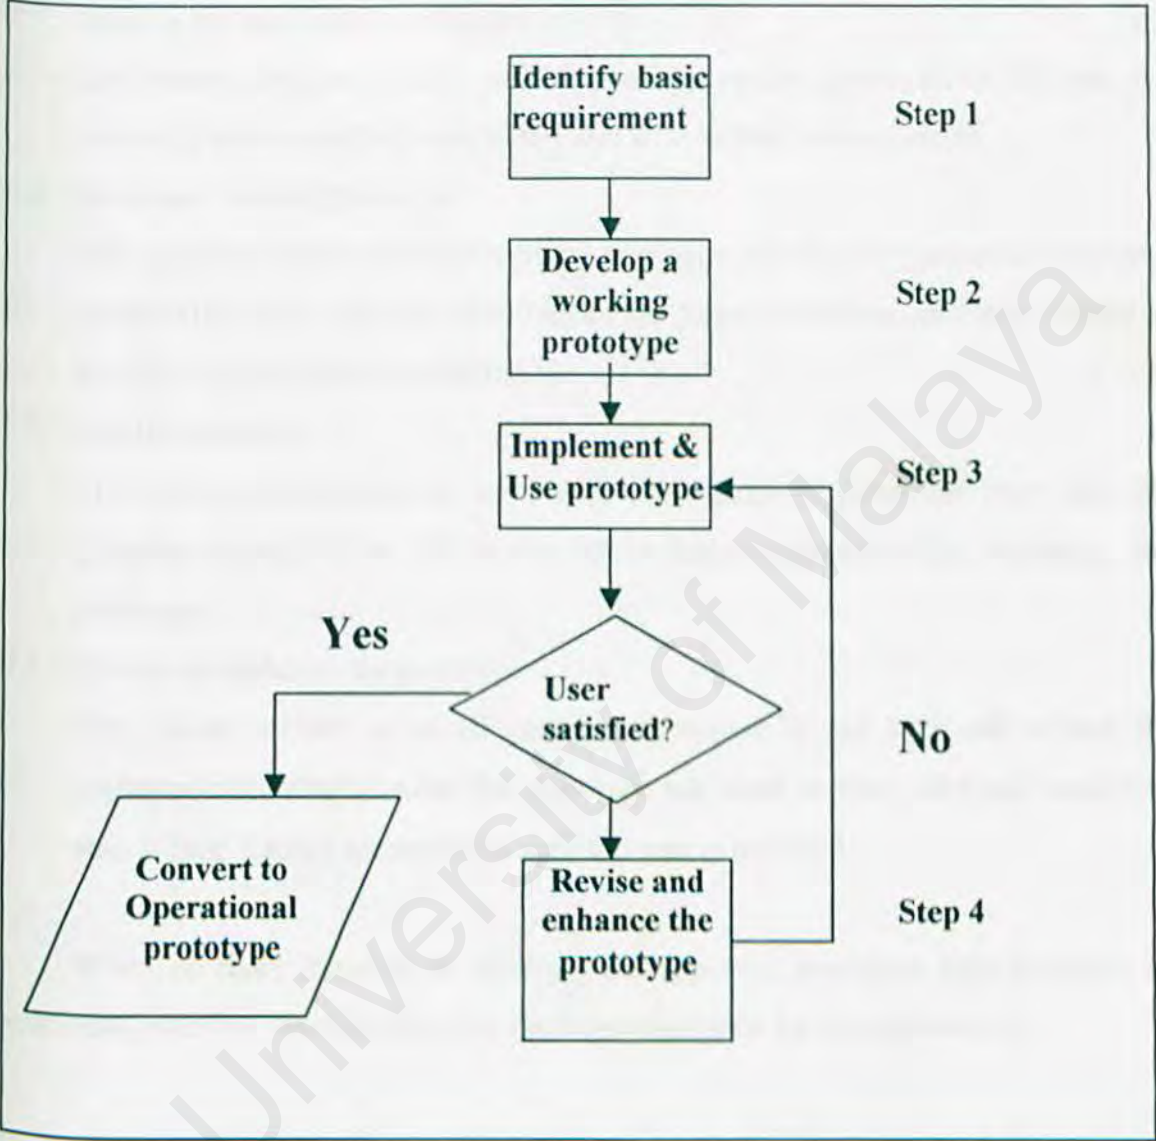 Identify basic
requirement
Step 1
Develop a
working
prototype
Step 2
Implement &
Use prototype
Step 3
Yes
User
satisfied?
No
Convert to
Operational
prototype
Revise and
enhance the
prototype
Step 4
University of Malaya